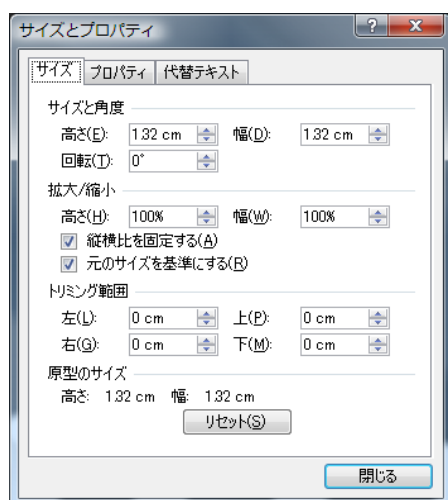 サイズとプロパティ
サイズ プロパティ 代替テキスト
サイズと角度
高さ(E): 1.32 cm 幅(D): 1.32 cm
回転(T): 0°
拡大/縮小
高さ(H): 100% 幅(W): 100%
縦横比を固定する(A)
元のサイズを基準にする(R)
トリミング範囲
左(L): 0 cm 上(P): 0 cm
右(G): 0 cm 下(M): 0 cm
原型のサイズ
高さ: 1.32 cm 幅: 1.32 cm
リセット(S)
閉じる